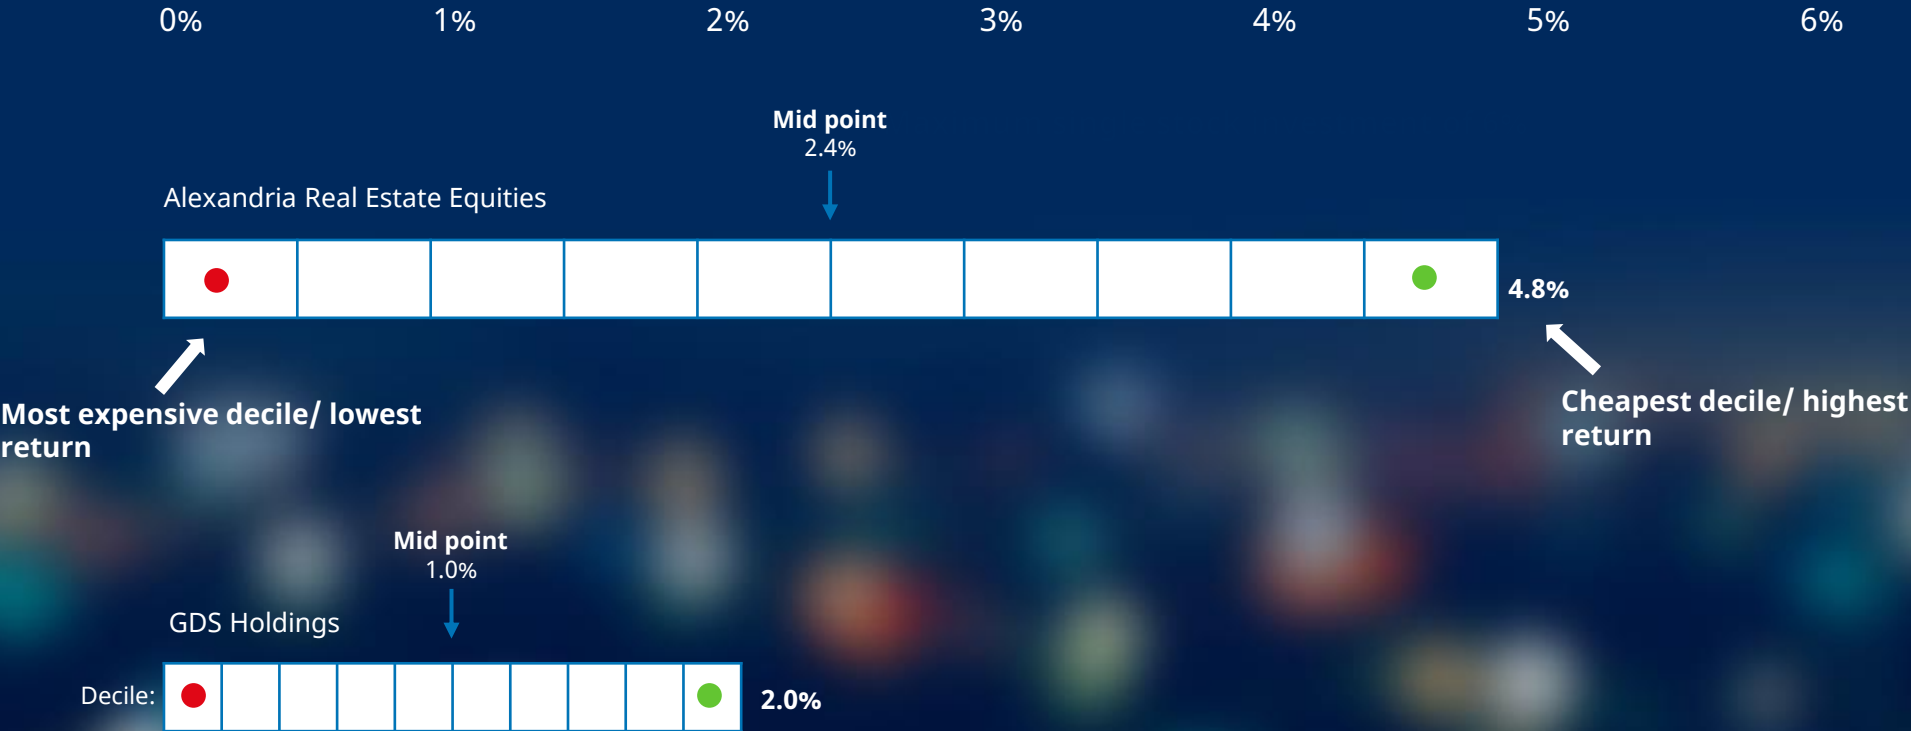 0% 1% 2% 3% 4% 5% 6%
Mid point
2.4%
Alexandria Real Estate Equities
4.8%
Most expensive decile/ lowest
return
Cheapest decile/ highest
return
Mid point
1.0%
GDS Holdings
Decile:
2.0%